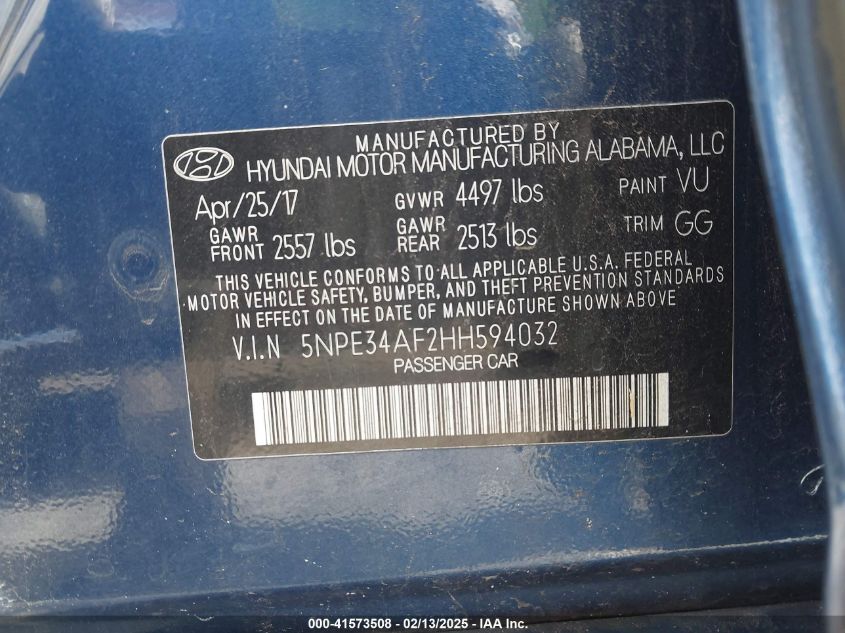 MANUFACTURED BY
HYUNDAI MOTOR MANUFACTURING ALABAMA, LLC
Apr/25/17 GVWR 4497 lbs PAINT VU
GAWR FRONT 2557 lbs GAWR REAR 2513 lbs TRIM GG
THIS VEHICLE CONFORMS TO ALL APPLICABLE U.S.A. FEDERAL
MOTOR VEHICLE SAFETY, BUMPER, AND THEFT PREVENTION STANDARDS
IN EFFECT ON THE DATE OF MANUFACTURE SHOWN ABOVE
V.I.N 5NPE34AF2HH594032
PASSENGER CAR
000-41573508 | 02/13/2025 - © IAA Inc.